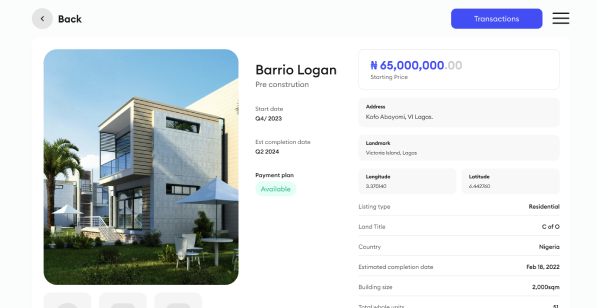 Back
Transactions
Barrio Logan
Pre constrution
Start date
Q4/ 2023
Est completion date
Q2 2024
Payment plan
Available
₦ 65,000,000.00
Starting Price
Address
Kofo Abayomi, VI Lagos.
Landmark
Victoria Island, Lagos
Longitude
3.370140
Latitude
6.442760
Listing type
Residential
Land Title
C of O
Country
Nigeria
Estimated completion date
Feb 18, 2022
Building size
2,000sqm
Total whole units
51